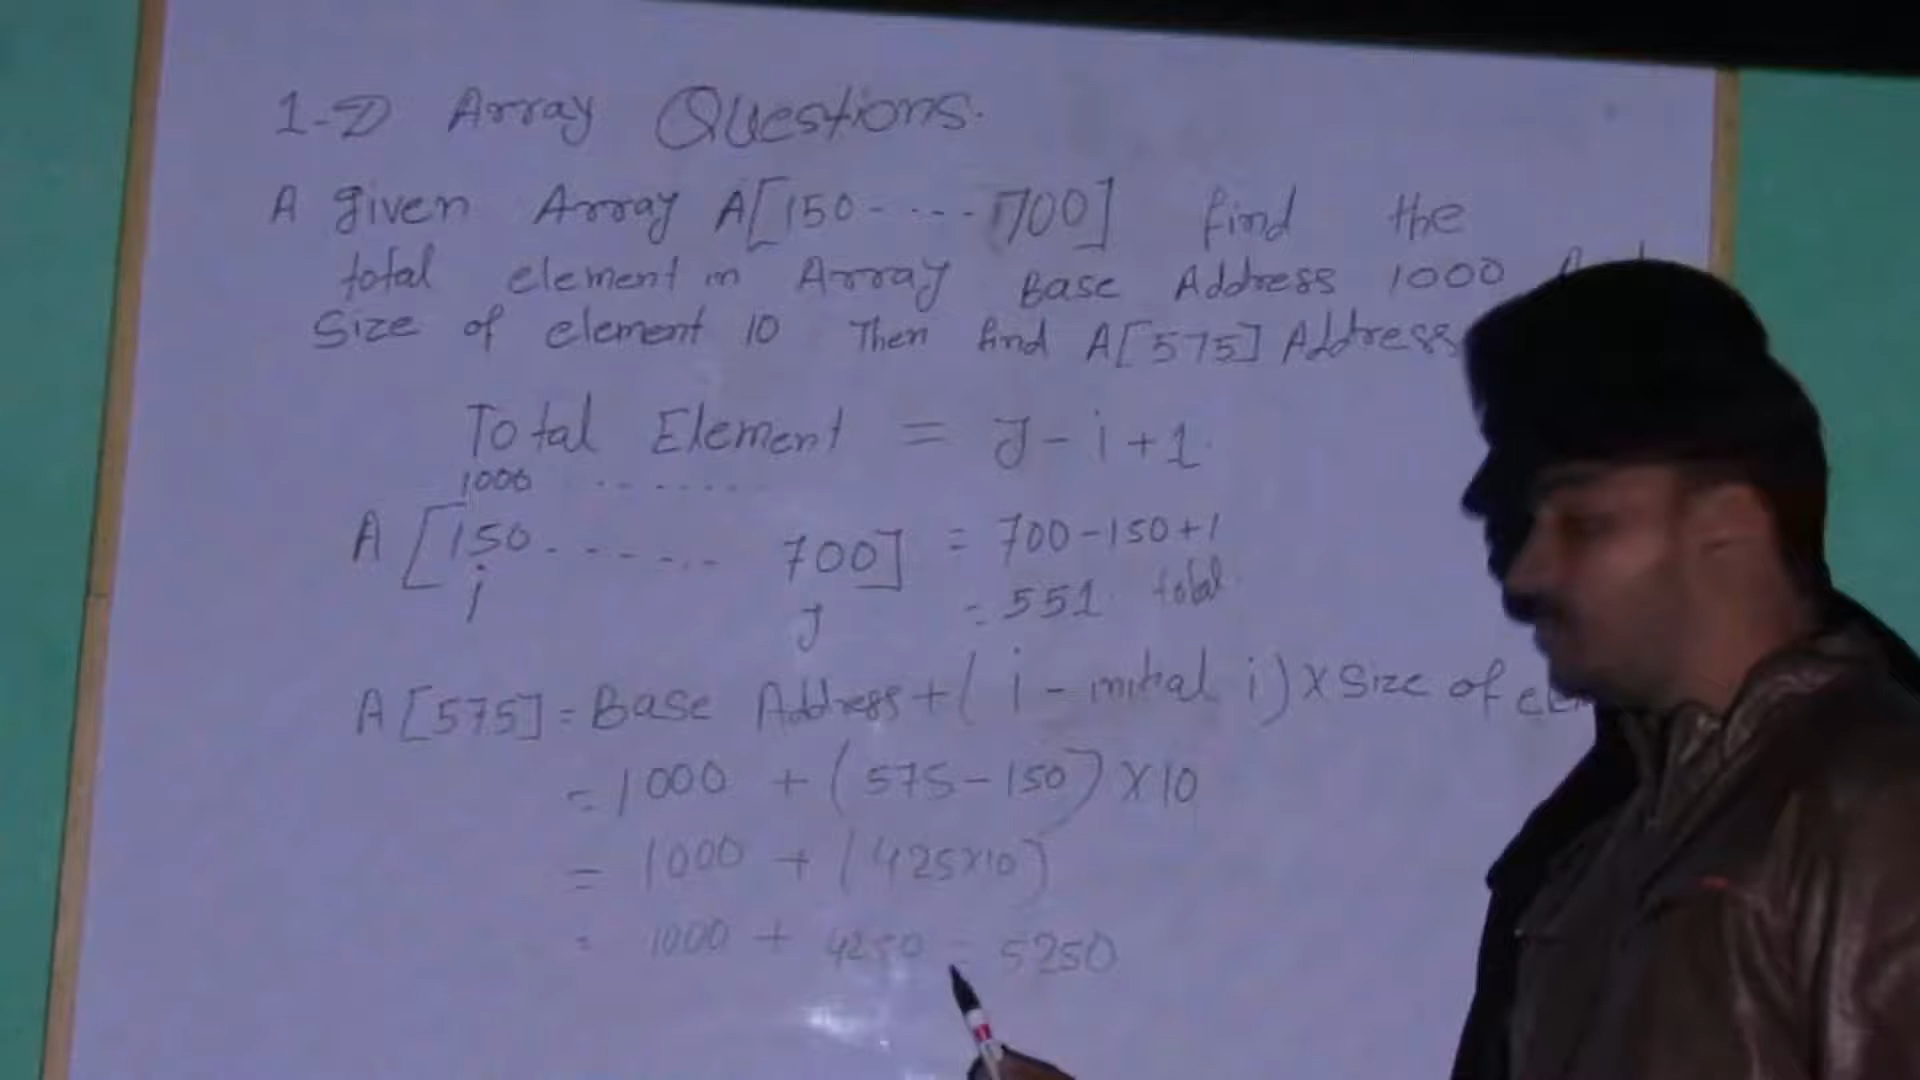 1-D Array Questions.
A given Array A[150-...-700] find the
total element in Array Base Address 1000
Size of element 10 Then find A[575] Address
Total Element = J - i + 1.
1000 .......
A [150. - - - - ... 700] = 700-150+1
i J = 551 total
A[575] = Base Address + ( i - initial i) X Size of
= 1000 + (575-150) X 10
= 1000 + (425x10)
= 1000 + 4250 = 5250